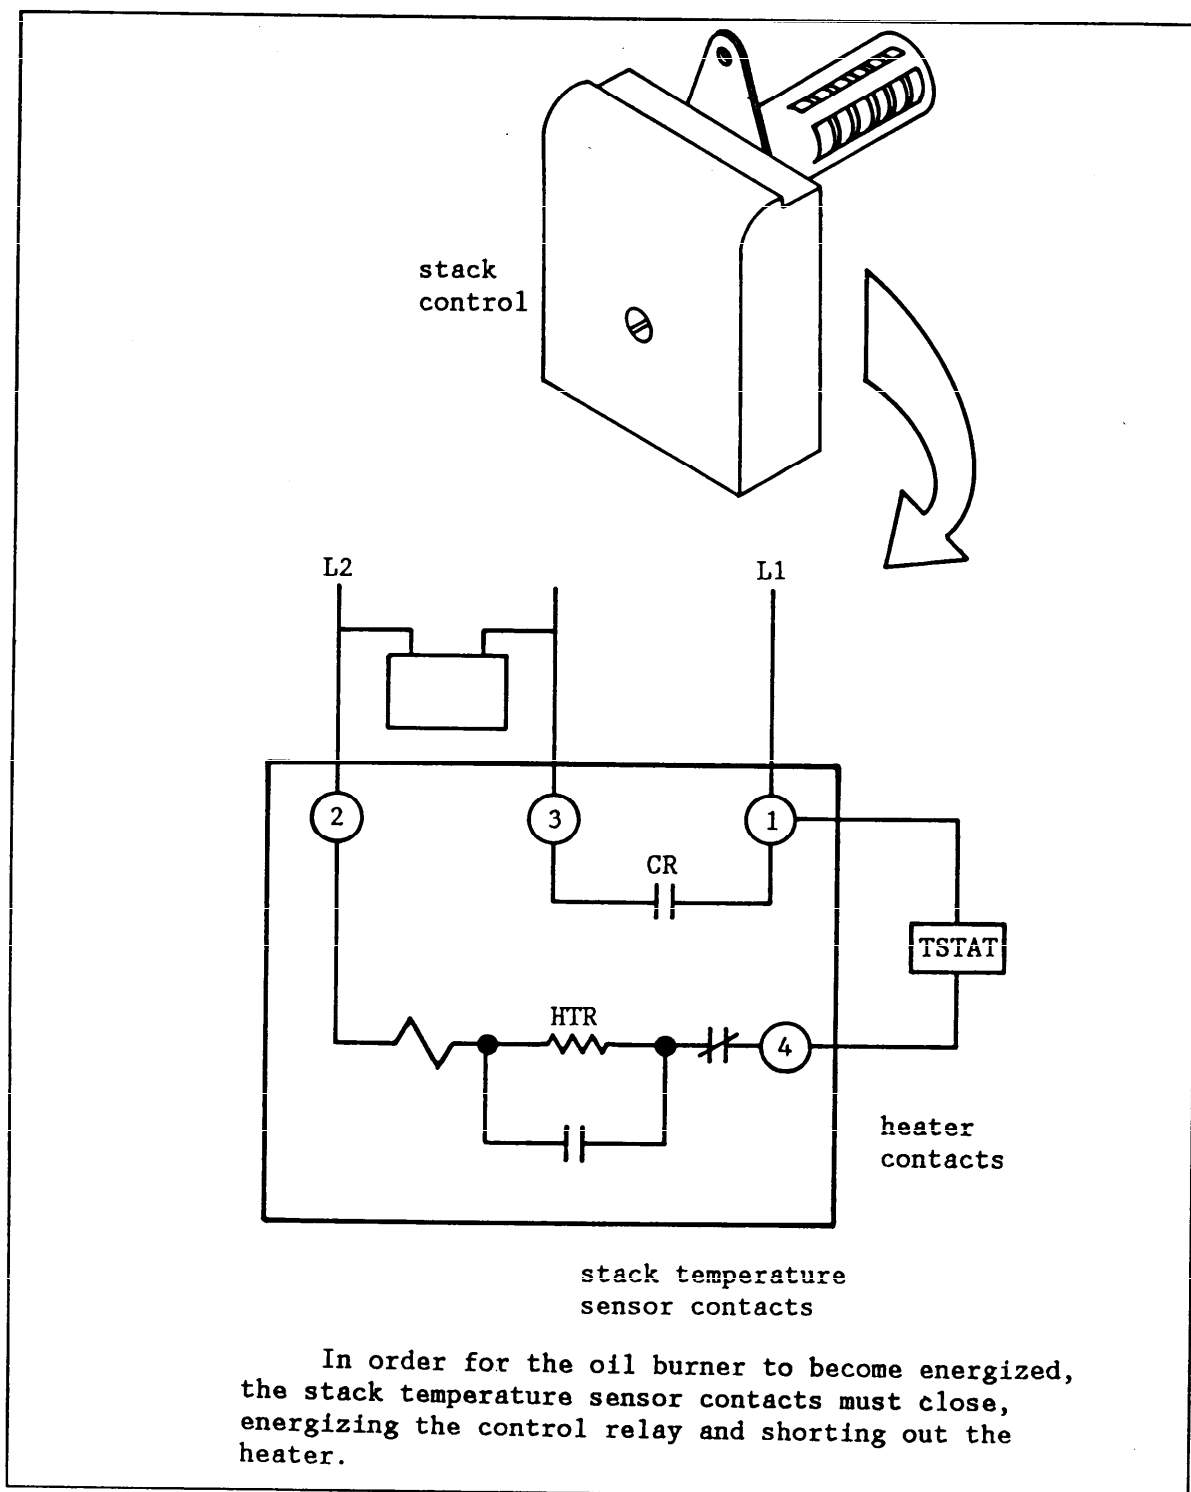 stack
control
L2
L1
2
3
1
CR
TSTAT
HTR
4
heater
contacts
stack temperature
sensor contacts
In order for the oil burner to become energized,
the stack temperature sensor contacts must close,
energizing the control relay and shorting out the
heater.